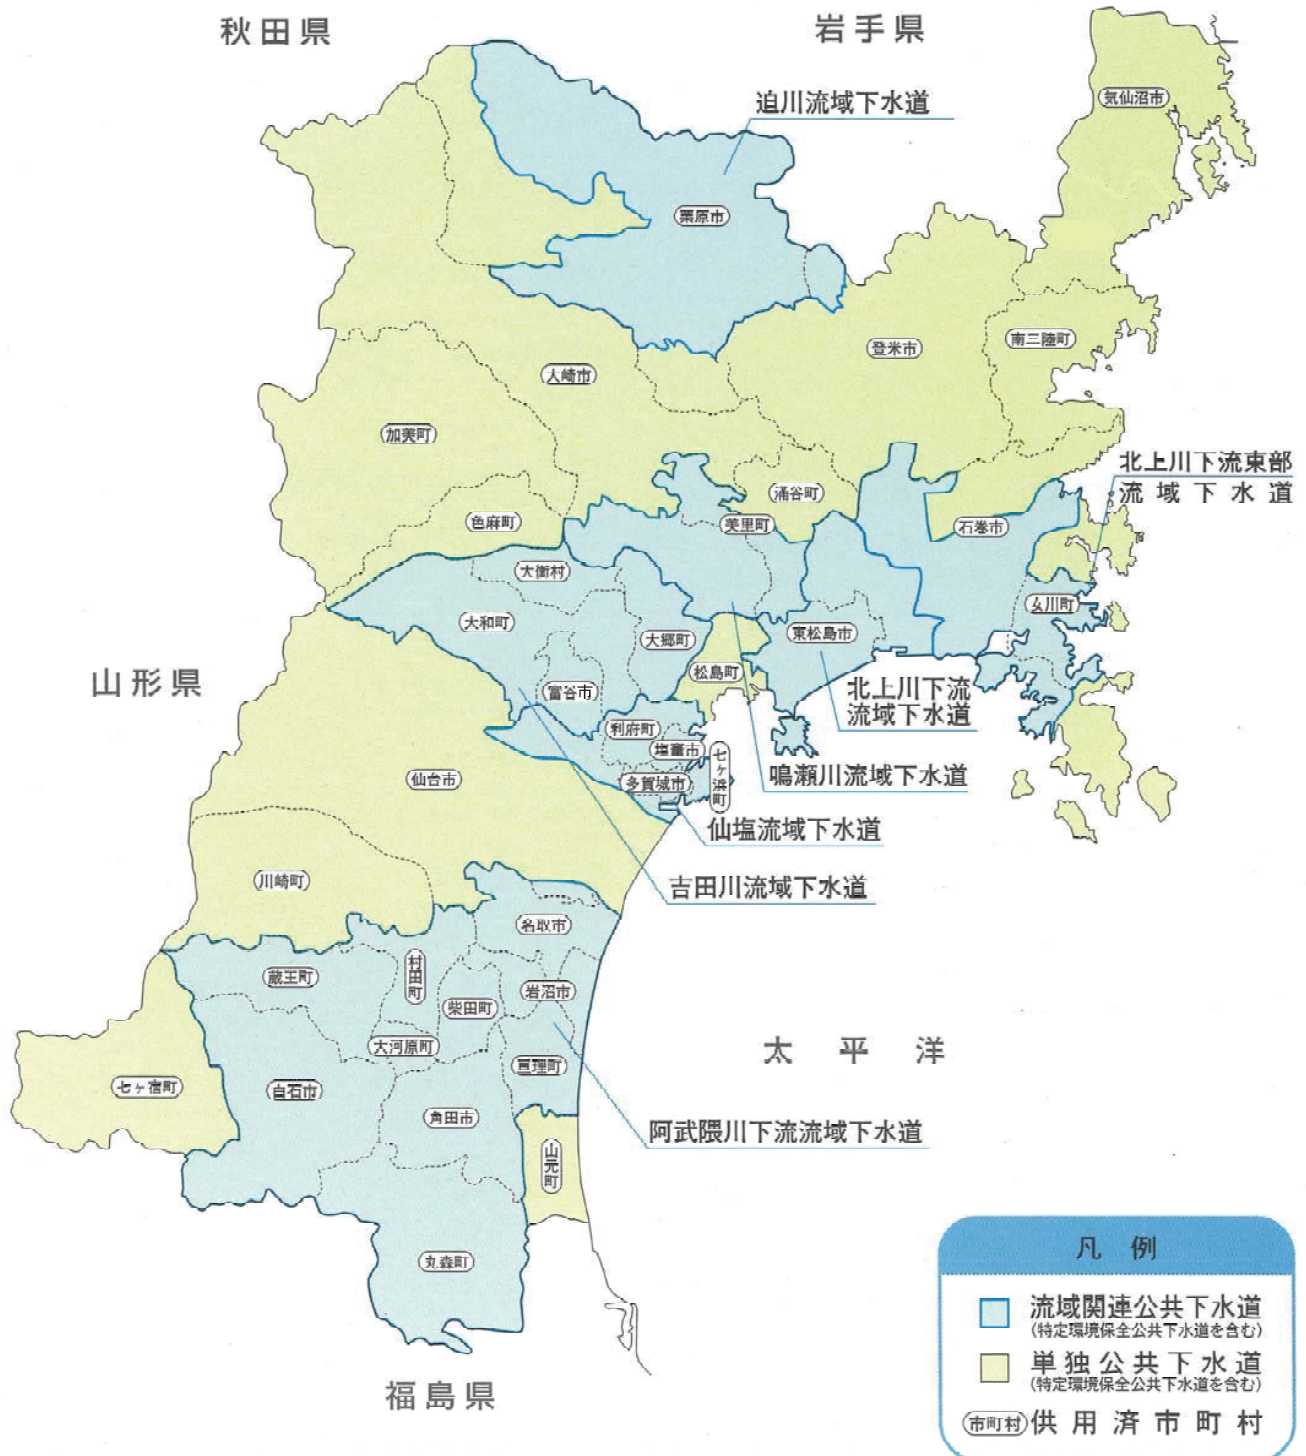 秋田県
岩手県
迫川流域下水道
気仙沼市
栗原市
登米市
南三陸町
大崎市
加美町
北上川下流東部
流域下水道
涌谷町
色麻町
美里町
石巻市
大衡村
女川町
大和町
大郷町
東松島市
山形県
松島町
富谷市
北上川下流
流域下水道
利府町
塩竈市
七ヶ浜町
仙台市
多賀城市
鳴瀬川流域下水道
仙塩流域下水道
川崎町
吉田川流域下水道
名取市
村田町
蔵王町
岩沼市
柴田町
大河原町
太平洋
亘理町
七ヶ宿町
白石市
角田市
阿武隈川下流流域下水道
山元町
丸森町
福島県
凡例
流域関連公共下水道
(特定環境保全公共下水道を含む)
単独公共下水道
(特定環境保全公共下水道を含む)
市町村 供用済市町村